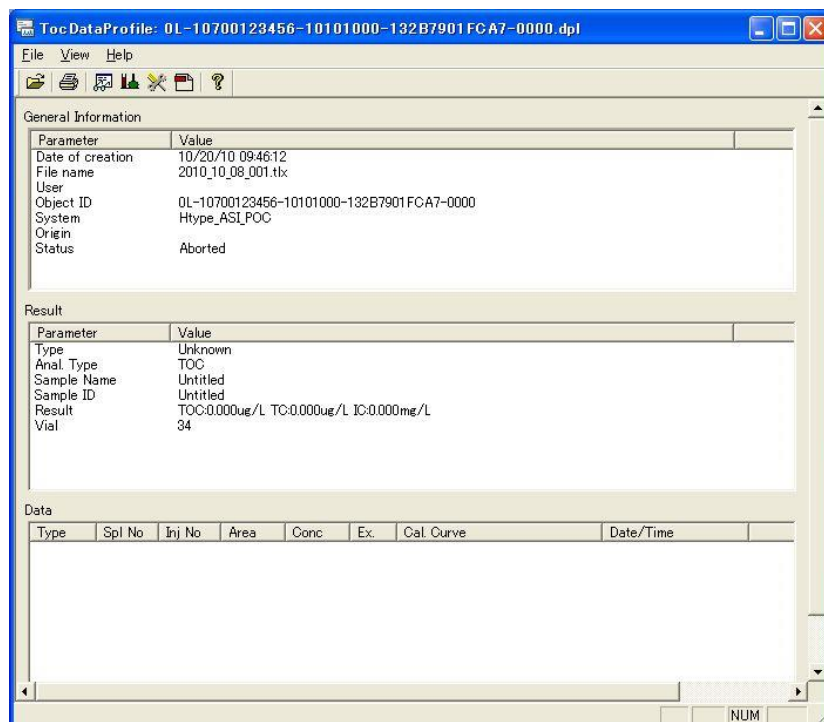 TocDataProfile: 0L-10700123456-10101000-132B7901FCA7-0000.dpl
File View Help
General Information
Parameter Value
Date of creation 10/20/10 09:46:12
File name 2010_10_08_001.tlx
User
Object ID 0L-10700123456-10101000-132B7901FCA7-0000
System Htype_ASI_POC
Origin
Status Aborted
Result
Parameter Value
Type Unknown
Anal. Type TOC
Sample Name Untitled
Sample ID Untitled
Result TOC:0.000ug/L TC:0.000ug/L IC:0.000mg/L
Vial 34
Data
Type Spl No Inj No Area Conc Ex. Cal. Curve Date/Time
NUM